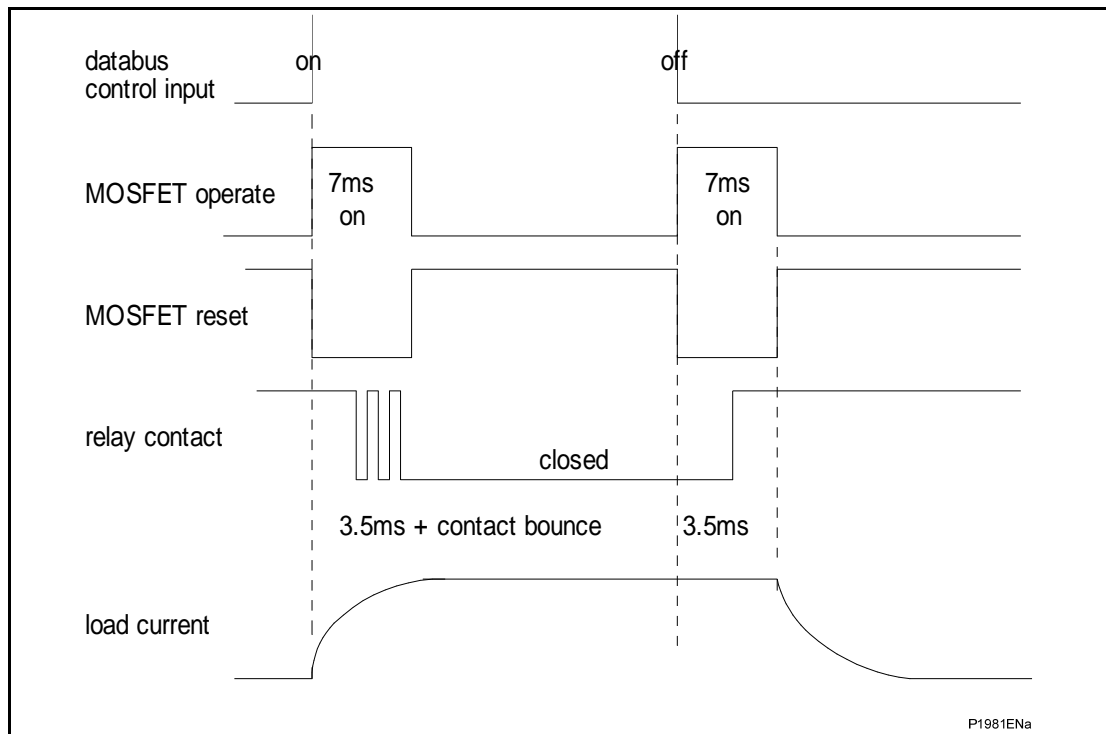 databus
control input
on
off
MOSFET operate
7ms
on
7ms
on
MOSFET reset
relay contact
closed
3.5ms + contact bounce
3.5ms
load current
P1981ENa